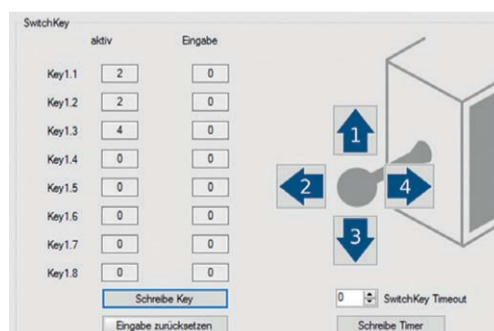 SwitchKey
aktiv Eingabe
Key1.1 2 0
1
Key1.2 2 0
Key1.3 4 0
Key1.4 0 0
2 4
Key1.5 0 0
Key1.6 0 0
3
Key1.7 0 0
Key1.8 0 0
Schreibe Key 0 SwitchKey Timeout
Eingabe zurücksetzen Schreibe Timer